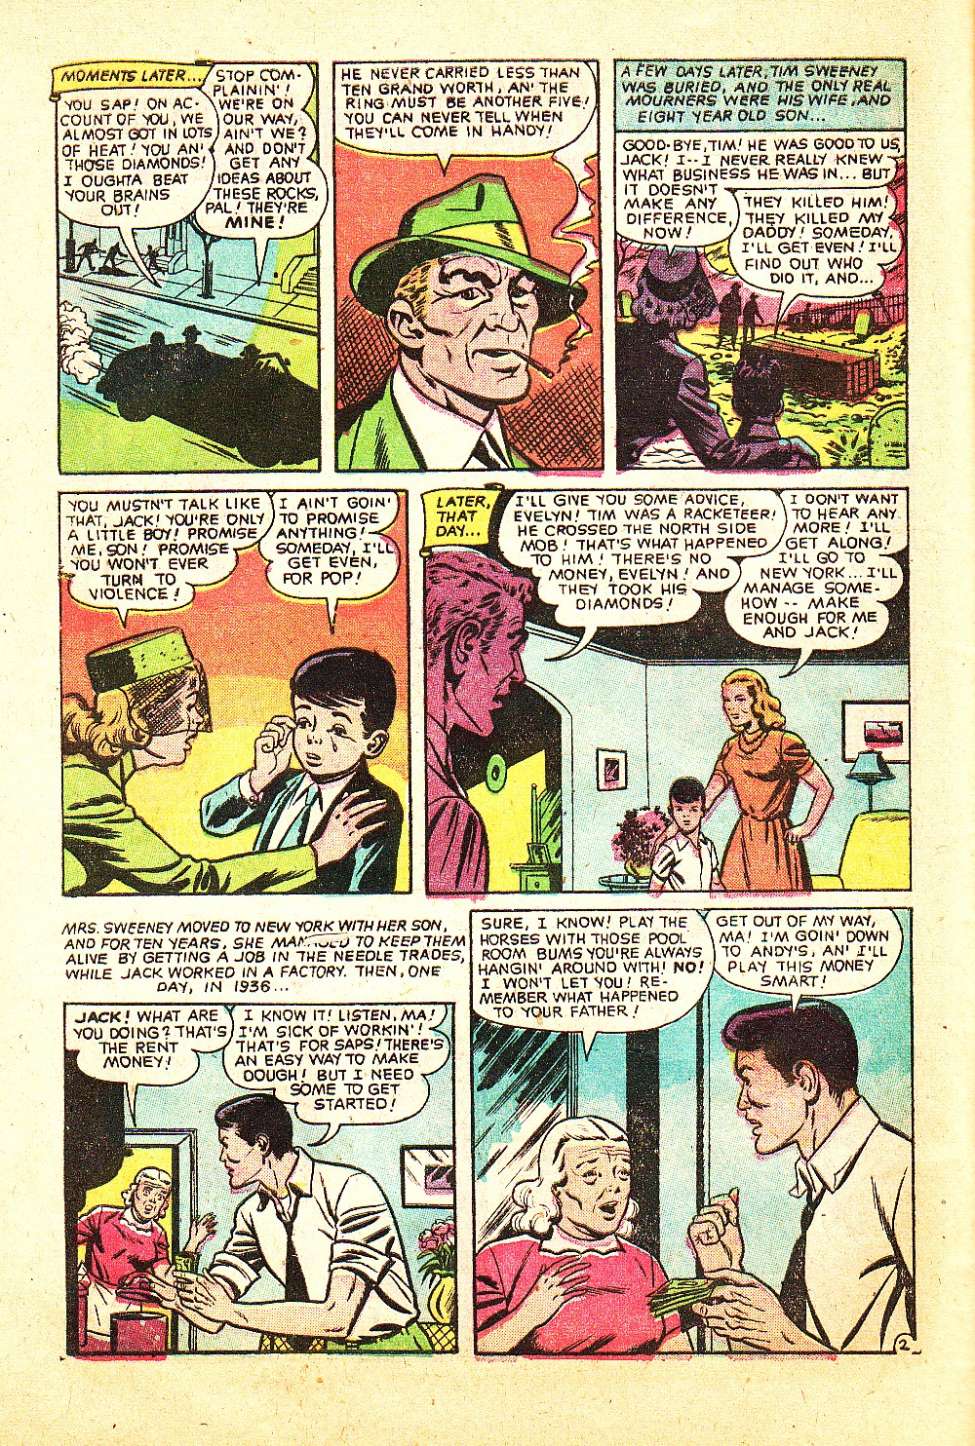 MOMENTS LATER...
YOU SAP! ON AC-
COUNT OF YOU, WE
ALMOST GOT IN LOTS
OF HEAT! YOU AN'
THOSE DIAMONDS!
I OUGHTA BEAT
YOUR BRAINS
OUT!
STOP COM-
PLAININ'!
WE'RE ON
OUR WAY,
AIN'T WE?
AND DON'T
GET ANY
IDEAS ABOUT
THESE ROCKS,
PAL! THEY'RE
MINE!
HE NEVER CARRIED LESS THAN
TEN GRAND WORTH, AN' THE
RING MUST BE ANOTHER FIVE!
YOU CAN NEVER TELL WHEN
THEY'LL COME IN HANDY!
A FEW DAYS LATER, TIM SWEENEY
WAS BURIED, AND THE ONLY REAL
MOURNERS WERE HIS WIFE, AND
EIGHT YEAR OLD SON...
GOOD-BYE, TIM! HE WAS GOOD TO US,
JACK! I--I NEVER REALLY KNEW
WHAT BUSINESS HE WAS IN... BUT
IT DOESN'T
MAKE ANY
DIFFERENCE,
NOW!
THEY KILLED HIM!
THEY KILLED MY
DADDY! SOMEDAY,
I'LL GET EVEN! I'LL
FIND OUT WHO
DID IT, AND...
YOU MUSTN'T TALK LIKE
THAT, JACK! YOU'RE ONLY
A LITTLE BOY! PROMISE
ME, SON! PROMISE
YOU WON'T EVER
TURN TO
VIOLENCE!
I AIN'T GOIN'
TO PROMISE
ANYTHING!
SOMEDAY, I'LL
GET EVEN,
FOR POP!
LATER,
THAT
DAY...
I'LL GIVE YOU SOME ADVICE,
EVELYN! TIM WAS A RACKETEER!
HE CROSSED THE NORTH SIDE
MOB! THAT'S WHAT HAPPENED
TO HIM! THERE'S NO
MONEY, EVELYN! AND
THEY TOOK HIS
DIAMONDS!
I DON'T WANT
TO HEAR ANY
MORE! I'LL
GET ALONG!
I'LL GO TO
NEW YORK... I'LL
MANAGE SOME-
HOW -- MAKE
ENOUGH FOR ME
AND JACK!
MRS. SWEENEY MOVED TO NEW YORK WITH HER SON,
AND FOR TEN YEARS, SHE MANAGED TO KEEP THEM
ALIVE BY GETTING A JOB IN THE NEEDLE TRADES,
WHILE JACK WORKED IN A FACTORY. THEN, ONE
DAY, IN 1936...
JACK! WHAT ARE
YOU DOING? THAT'S
THE RENT
MONEY!
I KNOW IT! LISTEN, MA!
I'M SICK OF WORKIN'!
THAT'S FOR SAPS! THERE'S
AN EASY WAY TO MAKE
DOUGH! BUT I NEED
SOME TO GET
STARTED!
SURE, I KNOW! PLAY THE
HORSES WITH THOSE POOL
ROOM BUMS YOU'RE ALWAYS
HANGIN' AROUND WITH! NO!
I WON'T LET YOU! RE-
MEMBER WHAT HAPPENED
TO YOUR FATHER!
GET OUT OF MY WAY,
MA! I'M GOIN' DOWN
TO ANDY'S, AN' I'LL
PLAY THIS MONEY
SMART!
2